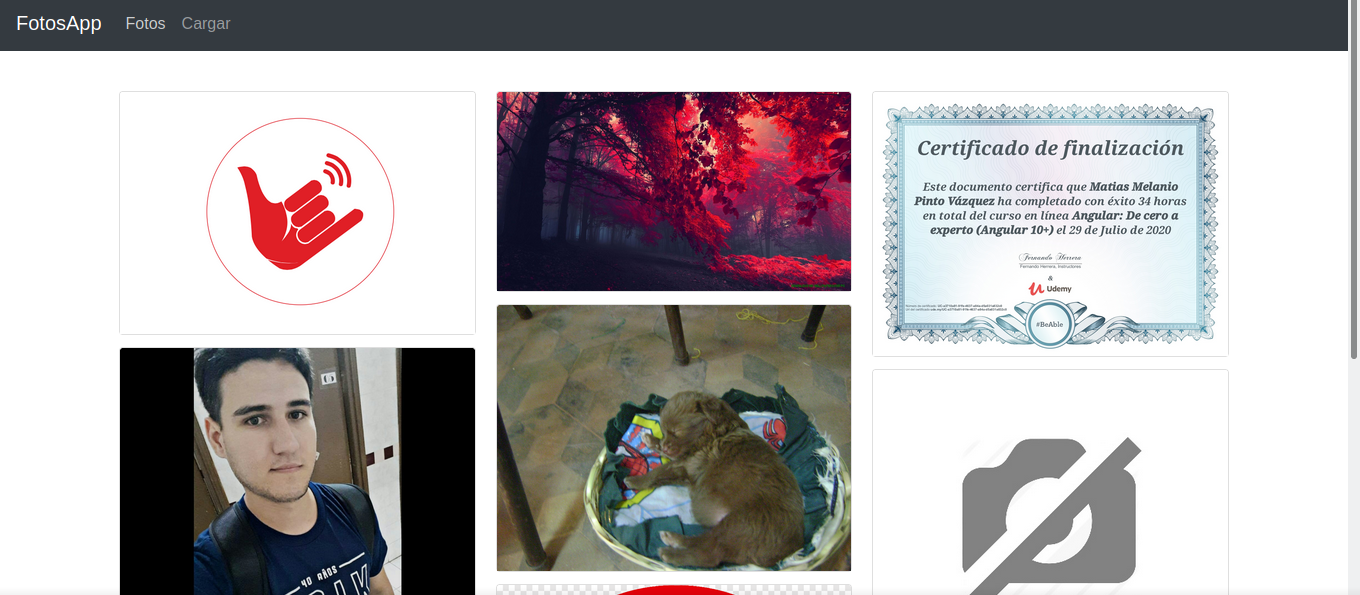 FotosApp Fotos Cargar
Certificado de finalización
Este documento certifica que Matias Melanio
Pinto Vázquez ha completado con éxito 34 horas
en total del curso en línea Angular: De cero a
experto (Angular 10+) el 29 de Julio de 2020
Fernando Herrera
Fernando Herrera, Instructores
&
Udemy
#BeAble
40 AÑOS